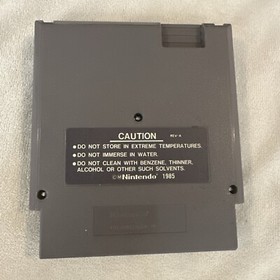 CAUTION
•DO NOT STORE IN EXTREME TEMPERATURES.
•DO NOT IMMERSE IN WATER.
•DO NOT CLEAN WITH BENZENE, THINNER,
ALCOHOL OR OTHER SUCH SOLVENTS.
©Nintendo 1985